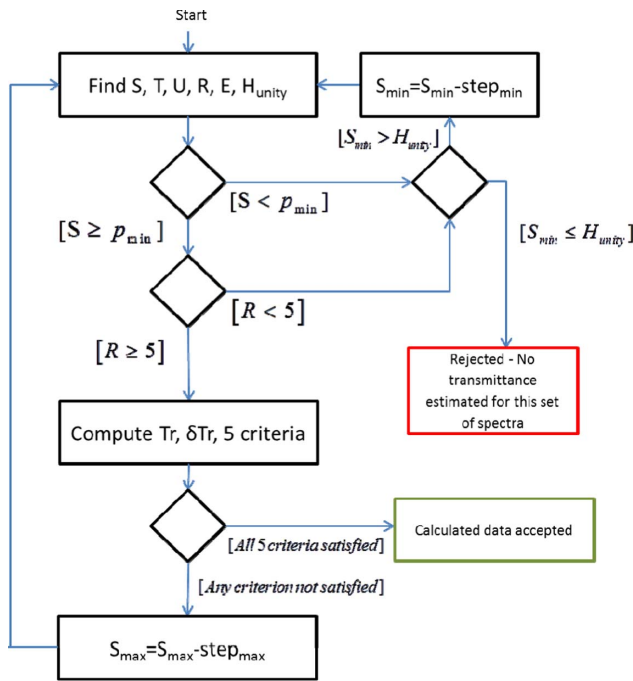 Start
Find S, T, U, R, E, H_unity
S_min=S_min-step_min
[S_min > H_unity]
[S < p_min]
[S ≥ p_min]
[S_min ≤ H_unity]
[R < 5]
[R ≥ 5]
Rejected - No
transmittance
estimated for this set
of spectra
Compute Tr, δTr, 5 criteria
[All 5 criteria satisfied]
Calculated data accepted
[Any criterion not satisfied]
S_max=S_max-step_max